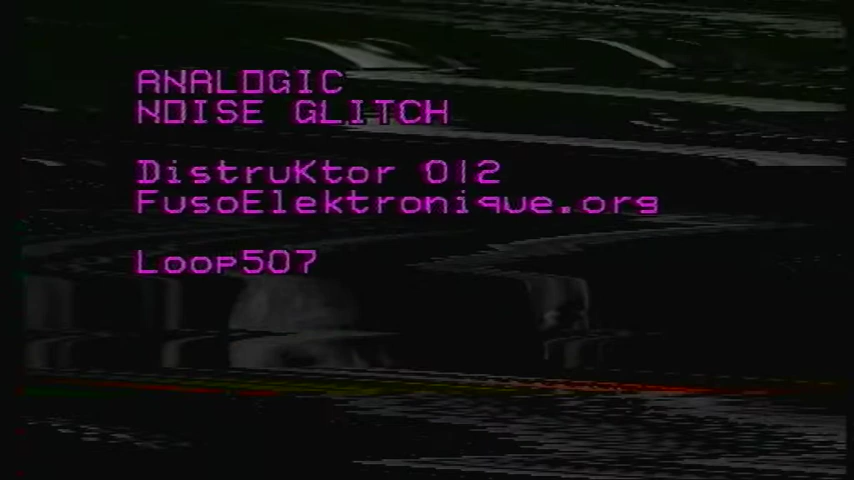 ANALOGIC
NOISE GLITCH
DistruKtor 012
FusoElektronique.org
Loop507